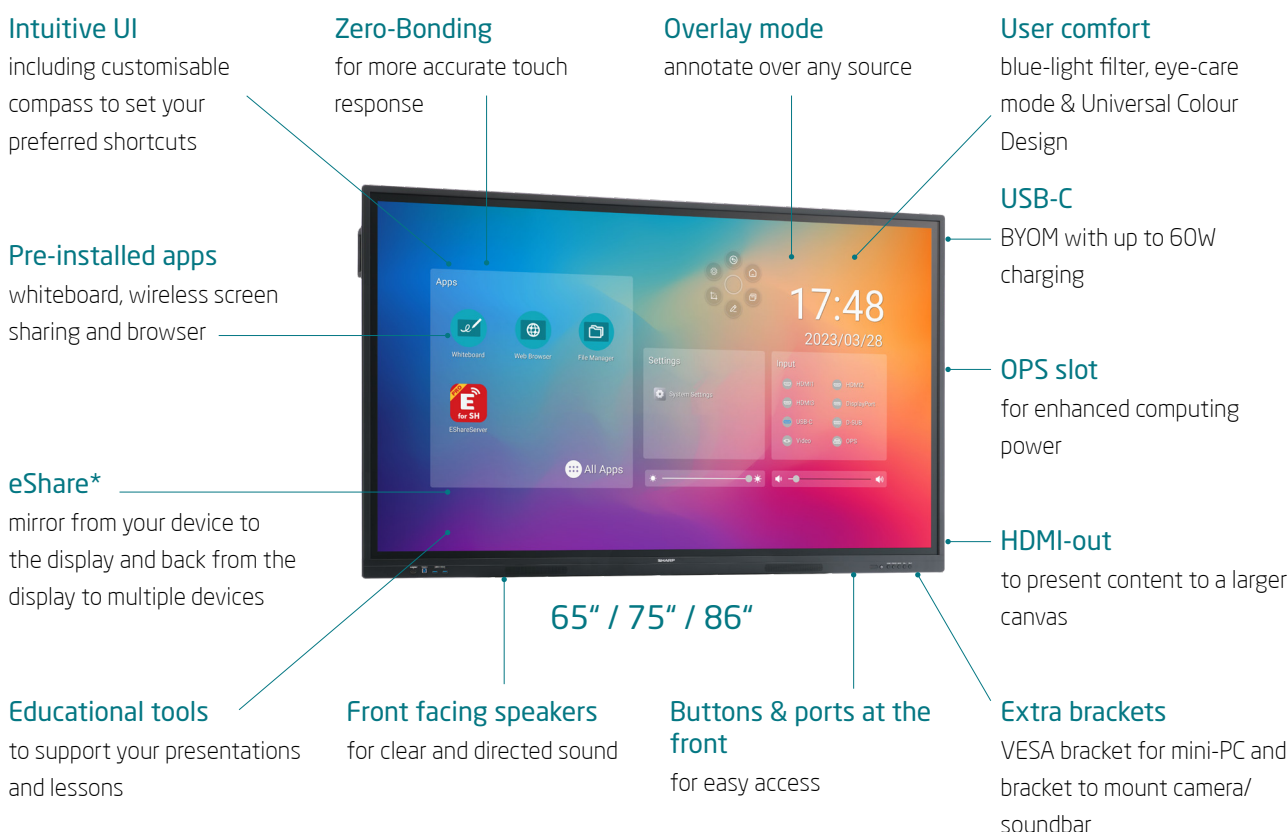 Intuitive UI
including customisable
compass to set your
preferred shortcuts
Zero-Bonding
for more accurate touch
response
Overlay mode
annotate over any source
User comfort
blue-light filter, eye-care
mode & Universal Colour
Design
USB-C
BYOM with up to 60W
charging
Pre-installed apps
whiteboard, wireless screen
sharing and browser
OPS slot
for enhanced computing
power
eShare*
mirror from your device to
the display and back from the
display to multiple devices
HDMI-out
to present content to a larger
canvas
Apps
Whiteboard
Web Browser
File Manager
PRO
E
for SH
EShareServer
All Apps
17:48
2023/03/28
Settings
System Settings
Input
HDMI1
HDMI2
HDMI3
DisplayPort
USB-C
D-SUB
Video
OPS
SHARP
65“ / 75“ / 86“
Educational tools
to support your presentations
and lessons
Front facing speakers
for clear and directed sound
Buttons & ports at the
front
for easy access
Extra brackets
VESA bracket for mini-PC and
bracket to mount camera/
soundbar